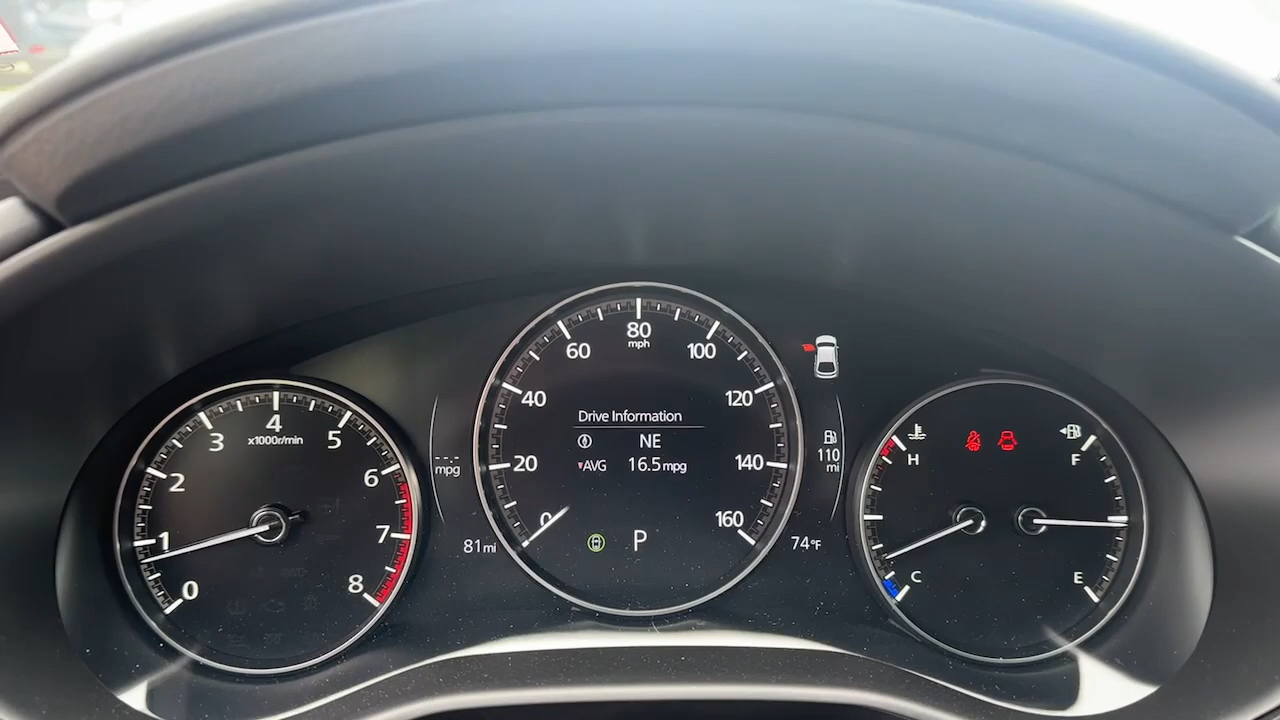 0
1
2
3
4
x1000r/min
5
6
7
8
---
mpg
81 mi
0
20
40
60
80
mph
100
120
140
160
Drive Information
NE
AVG 16.5 mpg
P
110
mi
74°F
H
C
F
E